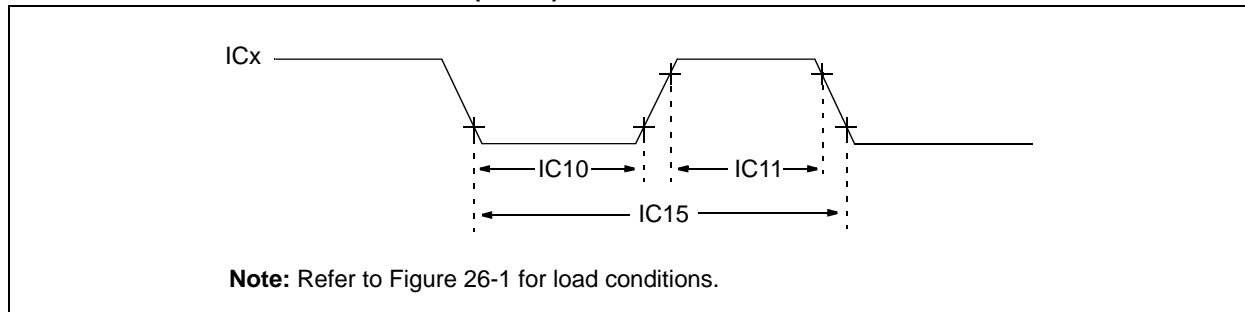 ICx
IC10
IC11
IC15
Note: Refer to Figure 26-1 for load conditions.